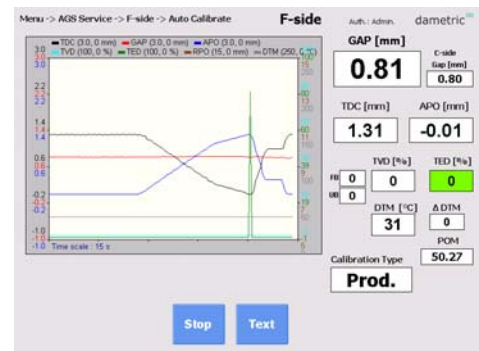 Menu -> AGS Service -> F-side -> Auto Calibrate
F-side
Auth.: Admin.
dametric
TDC (3.0, 0 mm) GAP (3.0, 0 mm) APO (3.0, 0 mm)
TVD (100, 0 %) TED (100, 0 %) RPO (15, 0 mm) DTM (250, 0 °C)
3.0
3.0
2.2
2.2
1.4
1.4
0.6
0.6
-0.2
-0.2
-1.0
-1.0
Time scale : 15 s
GAP [mm]
0.81
C-side
Gap [mm]
0.80
TDC [mm]
APO [mm]
1.31
-0.01
TVD [%]
TED [%]
FB 0
0
0
UB 0
DTM [°C]
Δ DTM
31
0
POM
50.27
Calibration Type
Prod.
Stop
Text